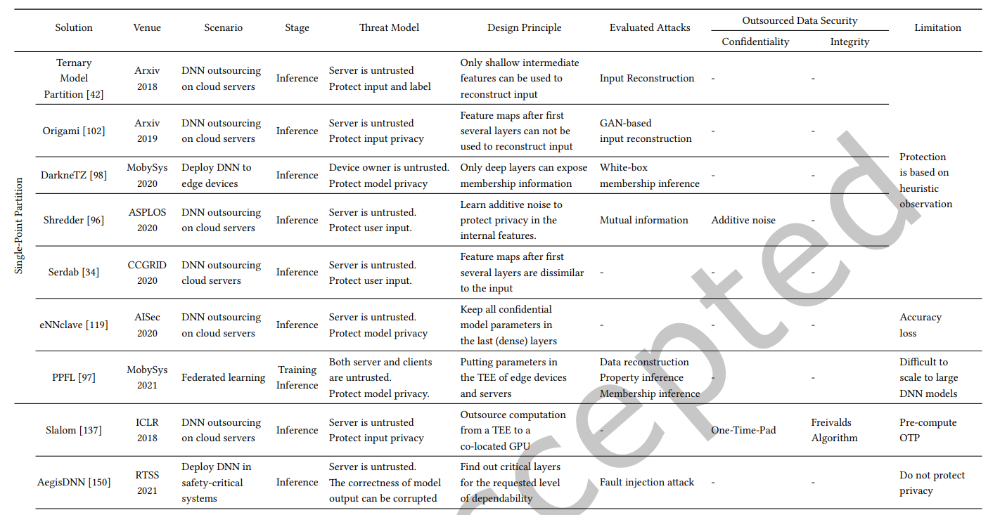 Solution Venue Scenario Stage Threat Model Design Principle Evaluated Attacks Outsourced Data Security Limitation
Confidentiality Integrity
Single-Point Partition
Ternary
Model
Partition [42]
Arxiv
2018
DNN outsourcing
on cloud servers
Inference
Server is untrusted
Protect input and label
Only shallow intermediate
features can be used to
reconstruct input
Input Reconstruction
-
-
Origami [102]
Arxiv
2019
DNN outsourcing
on cloud servers
Inference
Server is untrusted
Protect input privacy
Feature maps after first
several layers can not be
used to reconstruct input
GAN-based
input reconstruction
-
-
DarkneTZ [98]
MobySys
2020
Deploy DNN to
edge devices
Inference
Device owner is untrusted.
Protect model privacy
Only deep layers can expose
membership information
White-box
membership inference
-
-
Shredder [96]
ASPLOS
2020
DNN outsourcing
on cloud servers
Inference
Server is untrusted.
Protect user input.
Learn additive noise to
protect privacy in the
internal features.
Mutual information
Additive noise
-
Serdab [34]
CCGRID
2020
DNN outsourcing
cloud servers
Inference
Server is untrusted.
Protect user input.
Feature maps after first
several layers are dissimilar
to the input
-
-
-
Protection
is based on
heuristic
observation
eNNclave [119]
AISec
2020
DNN outsourcing
on cloud servers
Inference
Server is untrusted.
Protect model privacy
Keep all confidential
model parameters in
the last (dense) layers
-
-
-
Accuracy
loss
PPFL [97]
MobySys
2021
Federated learning
Training
Inference
Both server and clients
are untrusted.
Protect model privacy.
Putting parameters in
the TEE of edge devices
and servers
Data reconstruction
Property inference
Membership inference
-
-
Difficult to
scale to large
DNN models
Slalom [137]
ICLR
2018
DNN outsourcing
on cloud servers
Inference
Server is untrusted
Protect input privacy
Outsource computation
from a TEE to a
co-located GPU
-
One-Time-Pad
Freivalds
Algorithm
Pre-compute
OTP
AegisDNN [150]
RTSS
2021
Deploy DNN in
safety-critical
systems
Inference
Server is untrusted.
The correctness of model
output can be corrupted
Find out critical layers
for the requested level
of dependability
Fault injection attack
-
-
Do not protect
privacy
ccepted